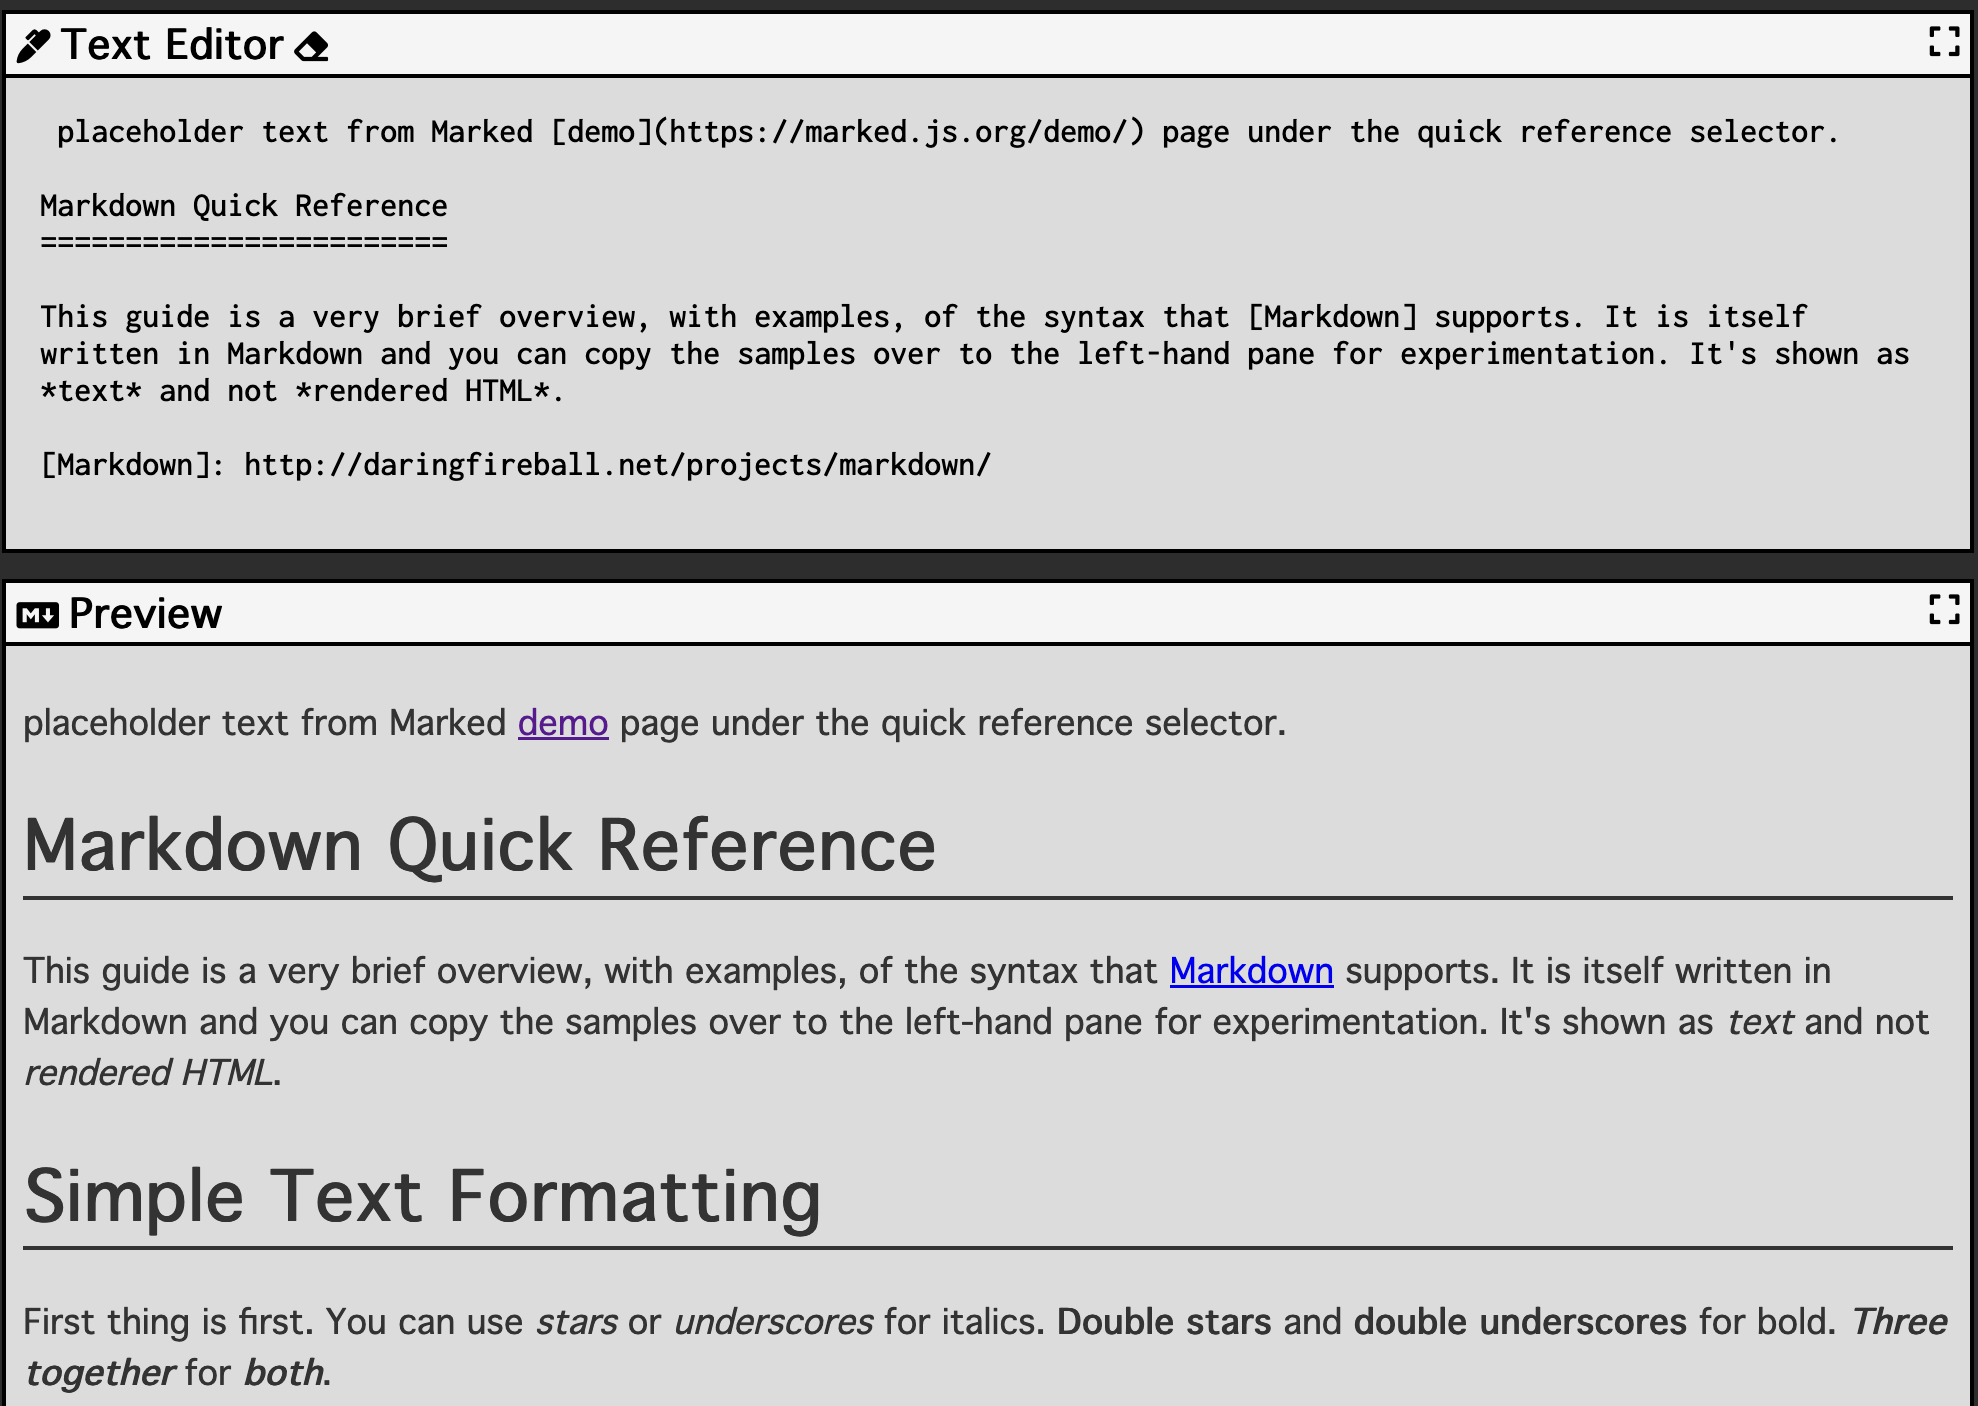 Text Editor
placeholder text from Marked [demo](https://marked.js.org/demo/) page under the quick reference selector.
Markdown Quick Reference
========================
This guide is a very brief overview, with examples, of the syntax that [Markdown] supports. It is itself
written in Markdown and you can copy the samples over to the left-hand pane for experimentation. It's shown as
*text* and not *rendered HTML*.
[Markdown]: http://daringfireball.net/projects/markdown/
Preview
placeholder text from Marked demo page under the quick reference selector.
Markdown Quick Reference
This guide is a very brief overview, with examples, of the syntax that Markdown supports. It is itself written in
Markdown and you can copy the samples over to the left-hand pane for experimentation. It's shown as text and not
rendered HTML.
Simple Text Formatting
First thing is first. You can use stars or underscores for italics. Double stars and double underscores for bold. Three
together for both.